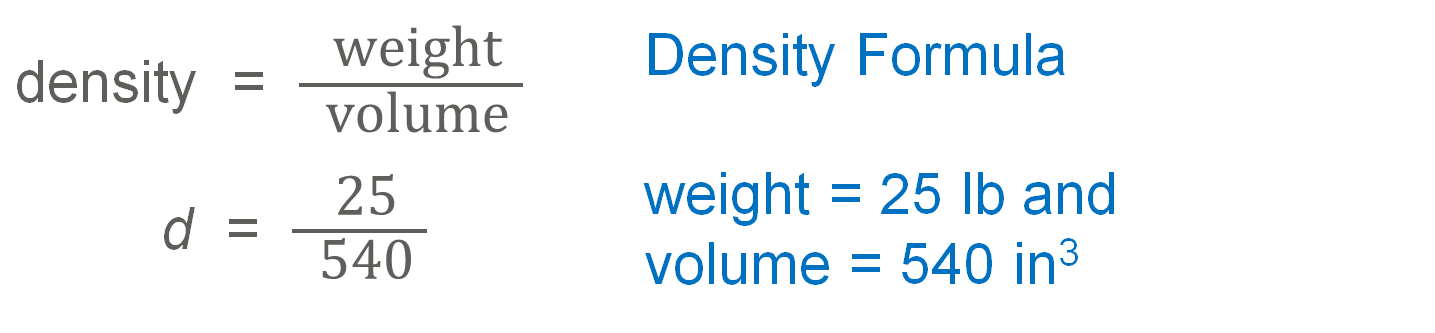 density = weight/volume Density Formula
d = 25/540 weight = 25 lb and
volume = 540 in³